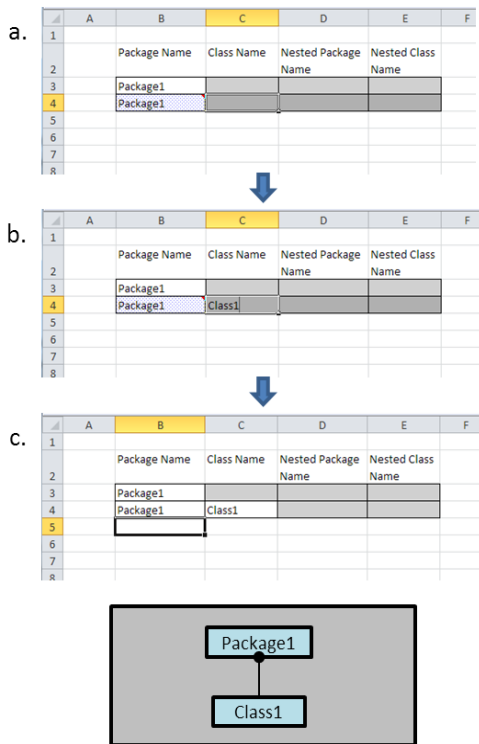 a.
A B C D E F
1
Package Name Class Name Nested Package Nested Class
2 Name Name
3 Package1
4 Package1
5
6
7
8
b.
A B C D E F
1
Package Name Class Name Nested Package Nested Class
2 Name Name
3 Package1
4 Package1 Class1
5
6
7
8
c.
A B C D E F
1
Package Name Class Name Nested Package Nested Class
2 Name Name
3 Package1
4 Package1 Class1
5
6
7
8
Package1
Class1